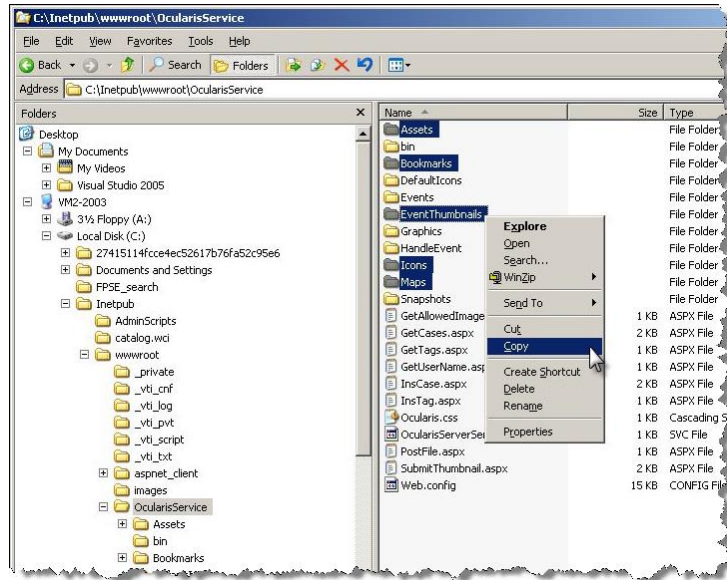 C:\Inetpub\wwwroot\OcularisService
File Edit View Favorites Tools Help
Back Search Folders
Address C:\Inetpub\wwwroot\OcularisService
Folders
Desktop
My Documents
My Videos
Visual Studio 2005
VM2-2003
3½ Floppy (A:)
Local Disk (C:)
27415114fcce4ec52617b76fa52c95e6
Documents and Settings
FPSE_search
Inetpub
AdminScripts
catalog.wci
wwwroot
_private
_vti_cnf
_vti_log
_vti_pvt
_vti_script
_vti_txt
aspnet_client
images
OcularisService
Assets
bin
Bookmarks
Name Size Type
Assets File Folder
bin File Folder
Bookmarks File Folder
DefaultIcons File Folder
Events File Folder
EventThumbnails File Folder
Graphics File Folder
HandleEvent File Folder
Icons File Folder
Maps File Folder
Snapshots File Folder
GetAllowedImage 1 KB ASPX File
GetCases.aspx 2 KB ASPX File
GetTags.aspx 1 KB ASPX File
GetUserName.asp 1 KB ASPX File
InsCase.aspx 2 KB ASPX File
InsTag.aspx 1 KB ASPX File
Ocularis.css 1 KB Cascading S
OcularisServerSer 1 KB SVC File
PostFile.aspx 1 KB ASPX File
SubmitThumbnail.aspx 2 KB ASPX File
Web.config 15 KB CONFIG File
Explore
Open
Search...
WinZip
Send To
Cut
Copy
Create Shortcut
Delete
Rename
Properties